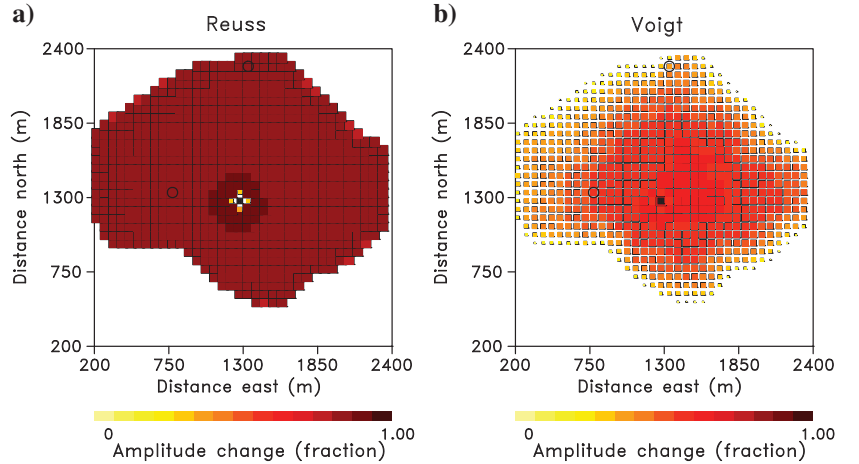 a)
Reuss
2400
1850
1300
750
200
Distance north (m)
200 750 1300 1850 2400
Distance east (m)
0 1.00
Amplitude change (fraction)
b)
Voigt
2400
1850
1300
750
200
Distance north (m)
200 750 1300 1850 2400
Distance east (m)
0 1.00
Amplitude change (fraction)